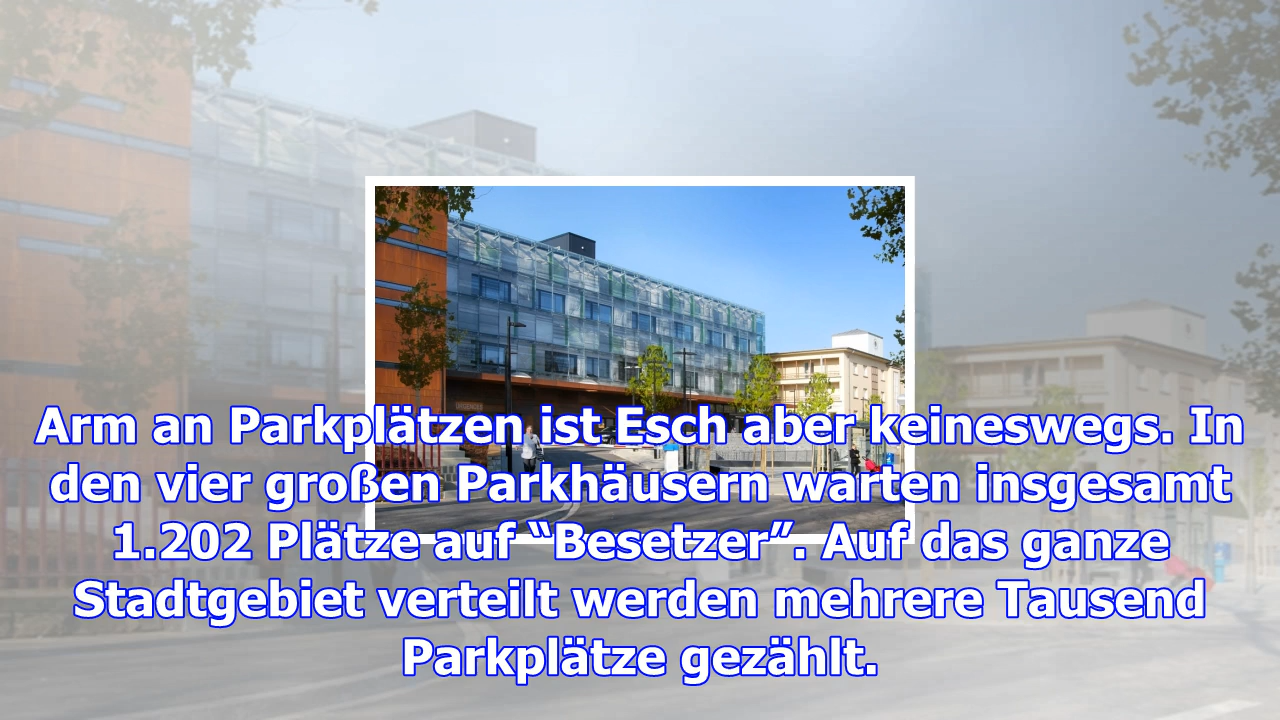 Arm an Parkplätzen ist Esch aber keineswegs. In
den vier großen Parkhäusern warten insgesamt
1.202 Plätze auf “Besetzer”. Auf das ganze
Stadtgebiet verteilt werden mehrere Tausend
Parkplätze gezählt.